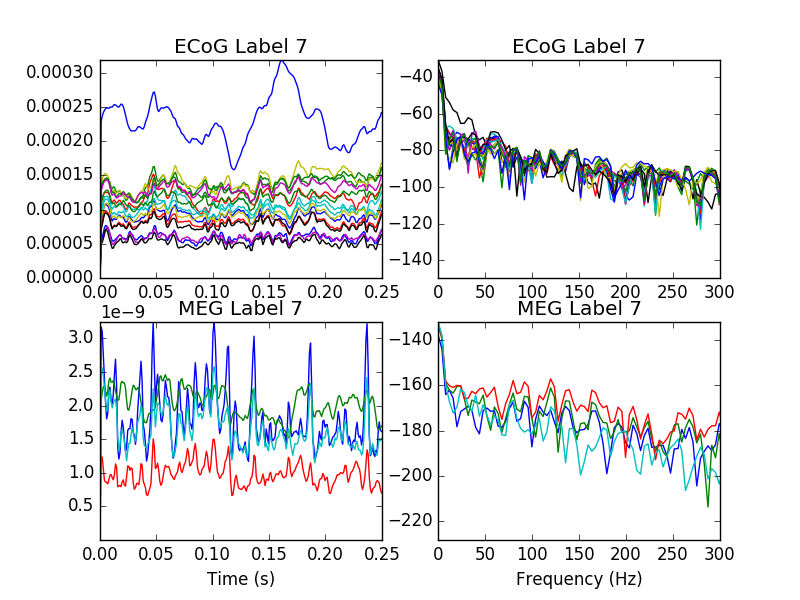 ECoG Label 7
ECoG Label 7
0.00030
0.00025
0.00020
0.00015
0.00010
0.00005
0.00000
0.00 0.05 0.10 0.15 0.20 0.25
−40
−60
−80
−100
−120
−140
0 50 100 150 200 250 300
MEG Label 7
MEG Label 7
1e−9
3.0
2.5
2.0
1.5
1.0
0.5
0.00 0.05 0.10 0.15 0.20 0.25
Time (s)
−140
−160
−180
−200
−220
0 50 100 150 200 250 300
Frequency (Hz)